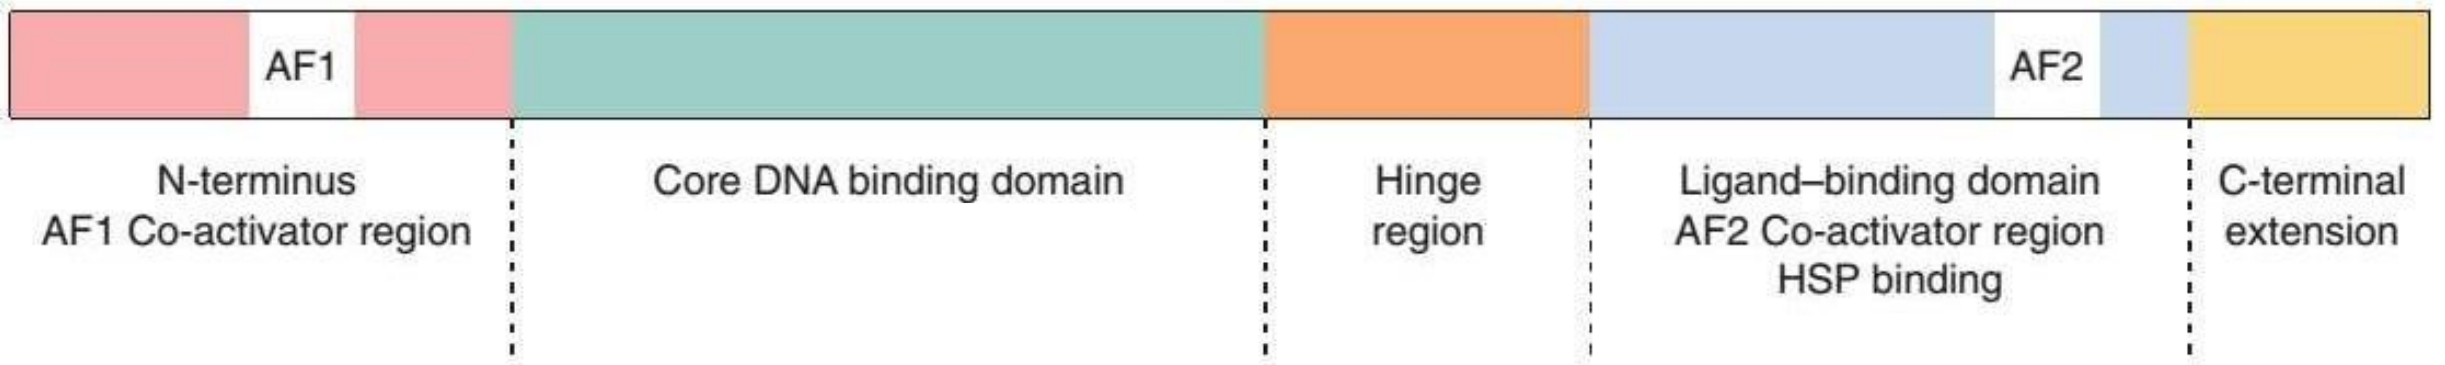 AF1
AF2
N-terminus
AF1 Co-activator region
Core DNA binding domain
Hinge
region
Ligand–binding domain
AF2 Co-activator region
HSP binding
C-terminal
extension